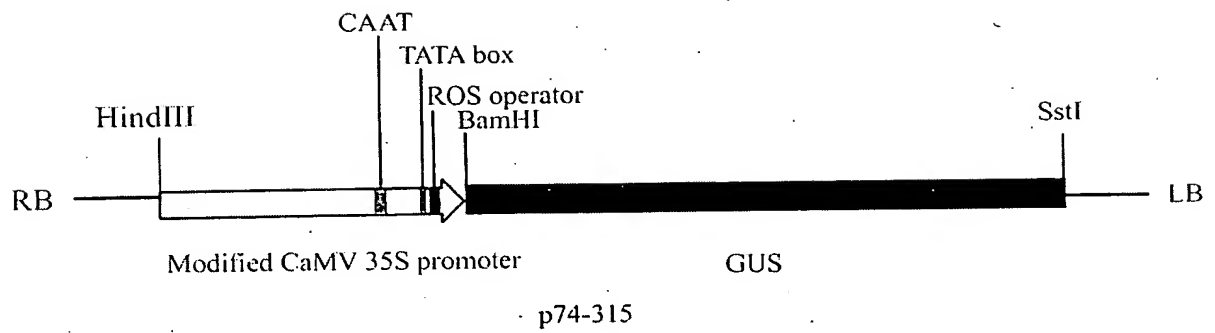 CAAT
TATA box
ROS operator
HindIII
BamHI
SstI
RB
LB
Modified CaMV 35S promoter
GUS
p74-315